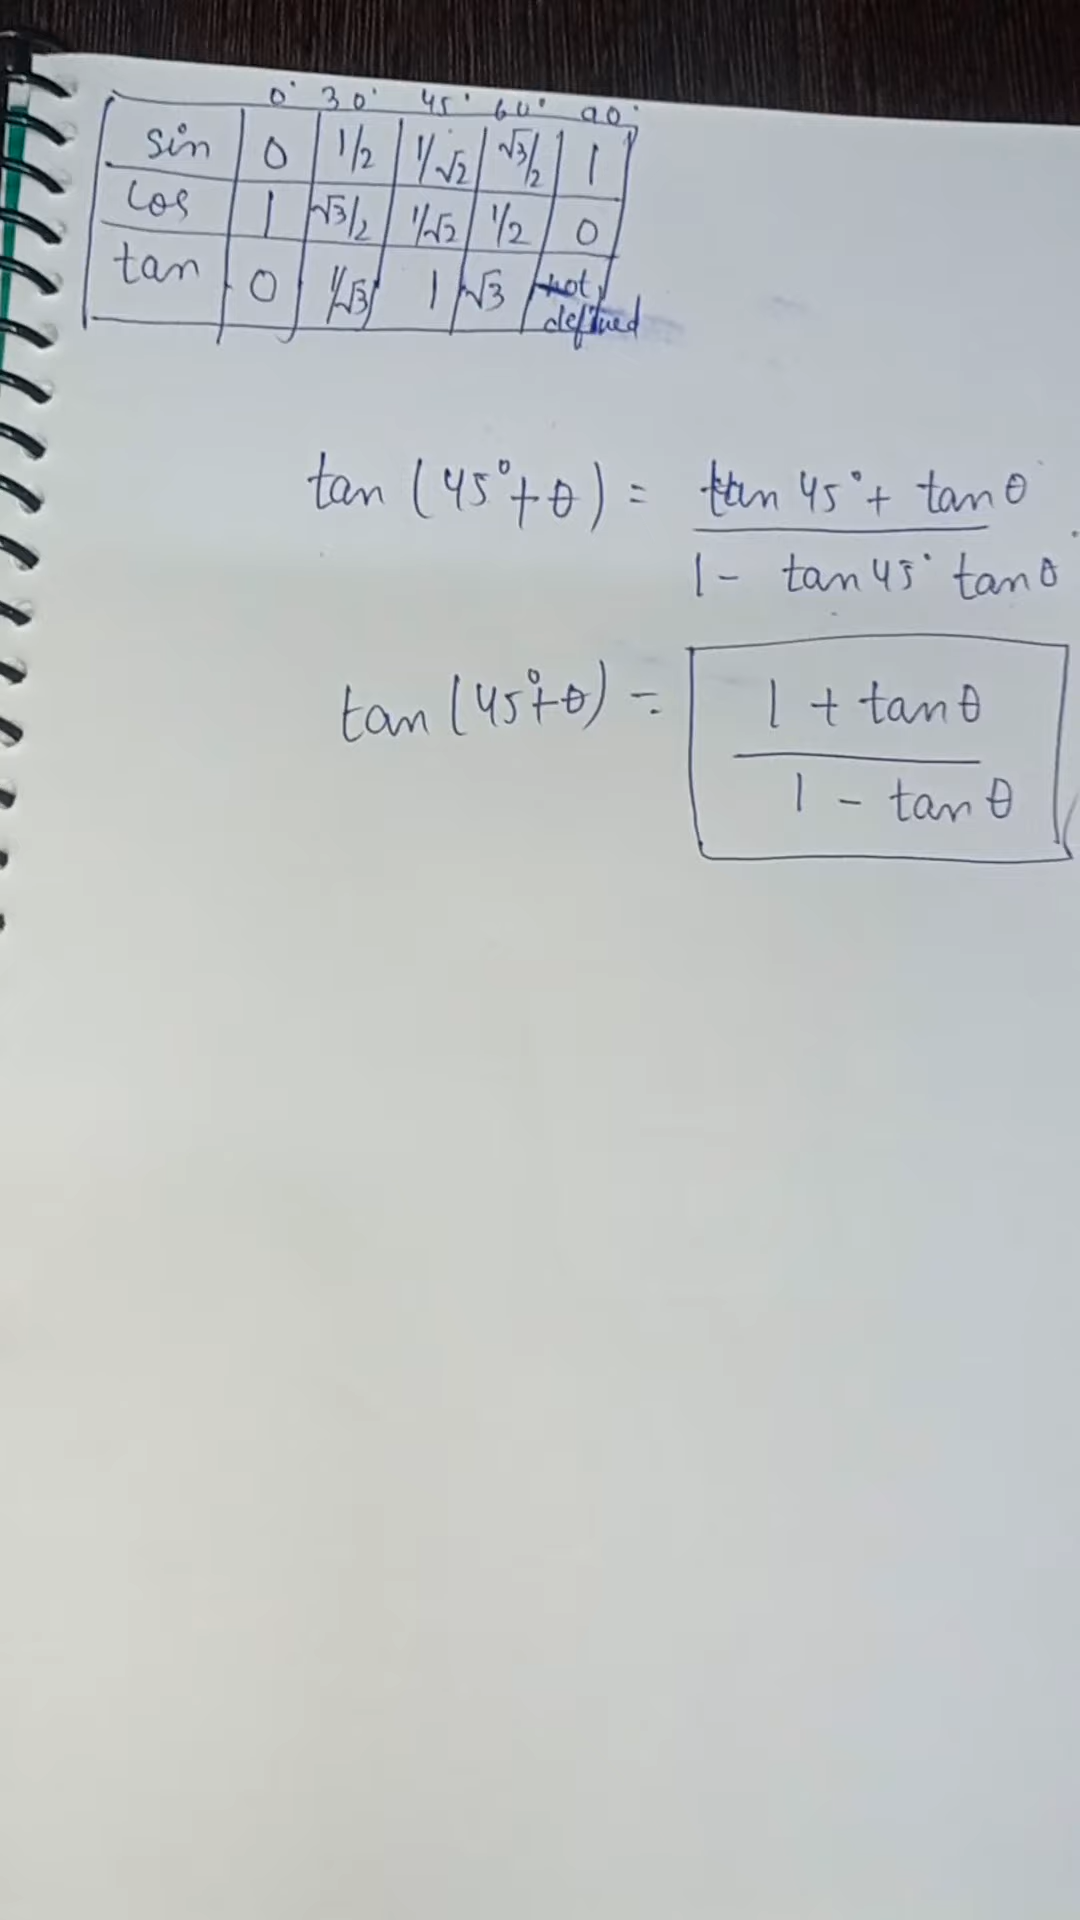 0° 30° 45° 60° 90°
sin 0 1/2 1/√2 √3/2 1
cos 1 √3/2 1/√2 1/2 0
tan 0 1/√3 1 √3 not defined
tan (45° + θ) = tan 45° + tan θ
1 - tan 45° tan θ
tan (45° + θ) = 1 + tan θ
1 - tan θ